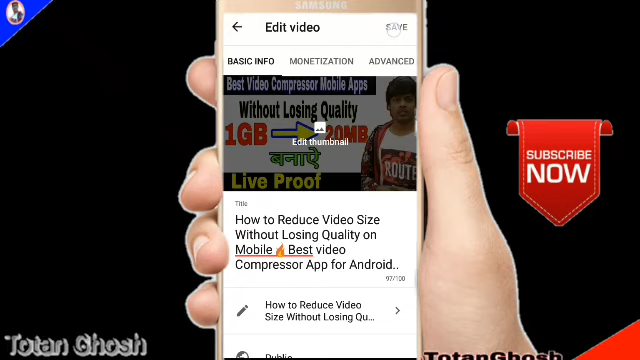 SAMSUNG
Edit video
SAVE
BASIC INFO
MONETIZATION
ADVANCED
Best Video Compressor Mobile Apps
Without Losing Quality
1GB
20MB
Edit thumbnail
बनाऐ
Live Proof
ROUTE
Title
How to Reduce Video Size
Without Losing Quality on
Mobile🔥Best video
Compressor App for Android..
97/100
How to Reduce Video
Size Without Losing Qu...
Public
SUBSCRIBE
NOW
Totan Ghosh
TotanGhosh